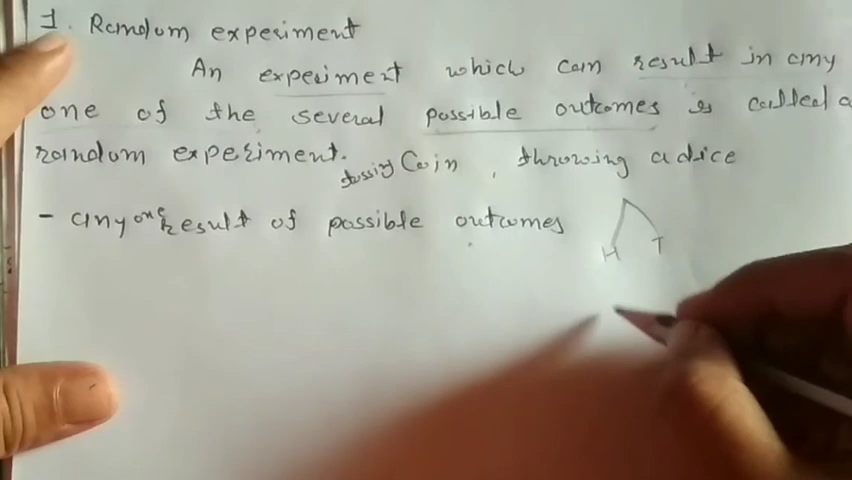 1. Random experiment
An experiment which can result in any
one of the several possible outcomes is called a
random experiment.
tossing Coin, throwing a dice
- any one result of possible outcomes
H T